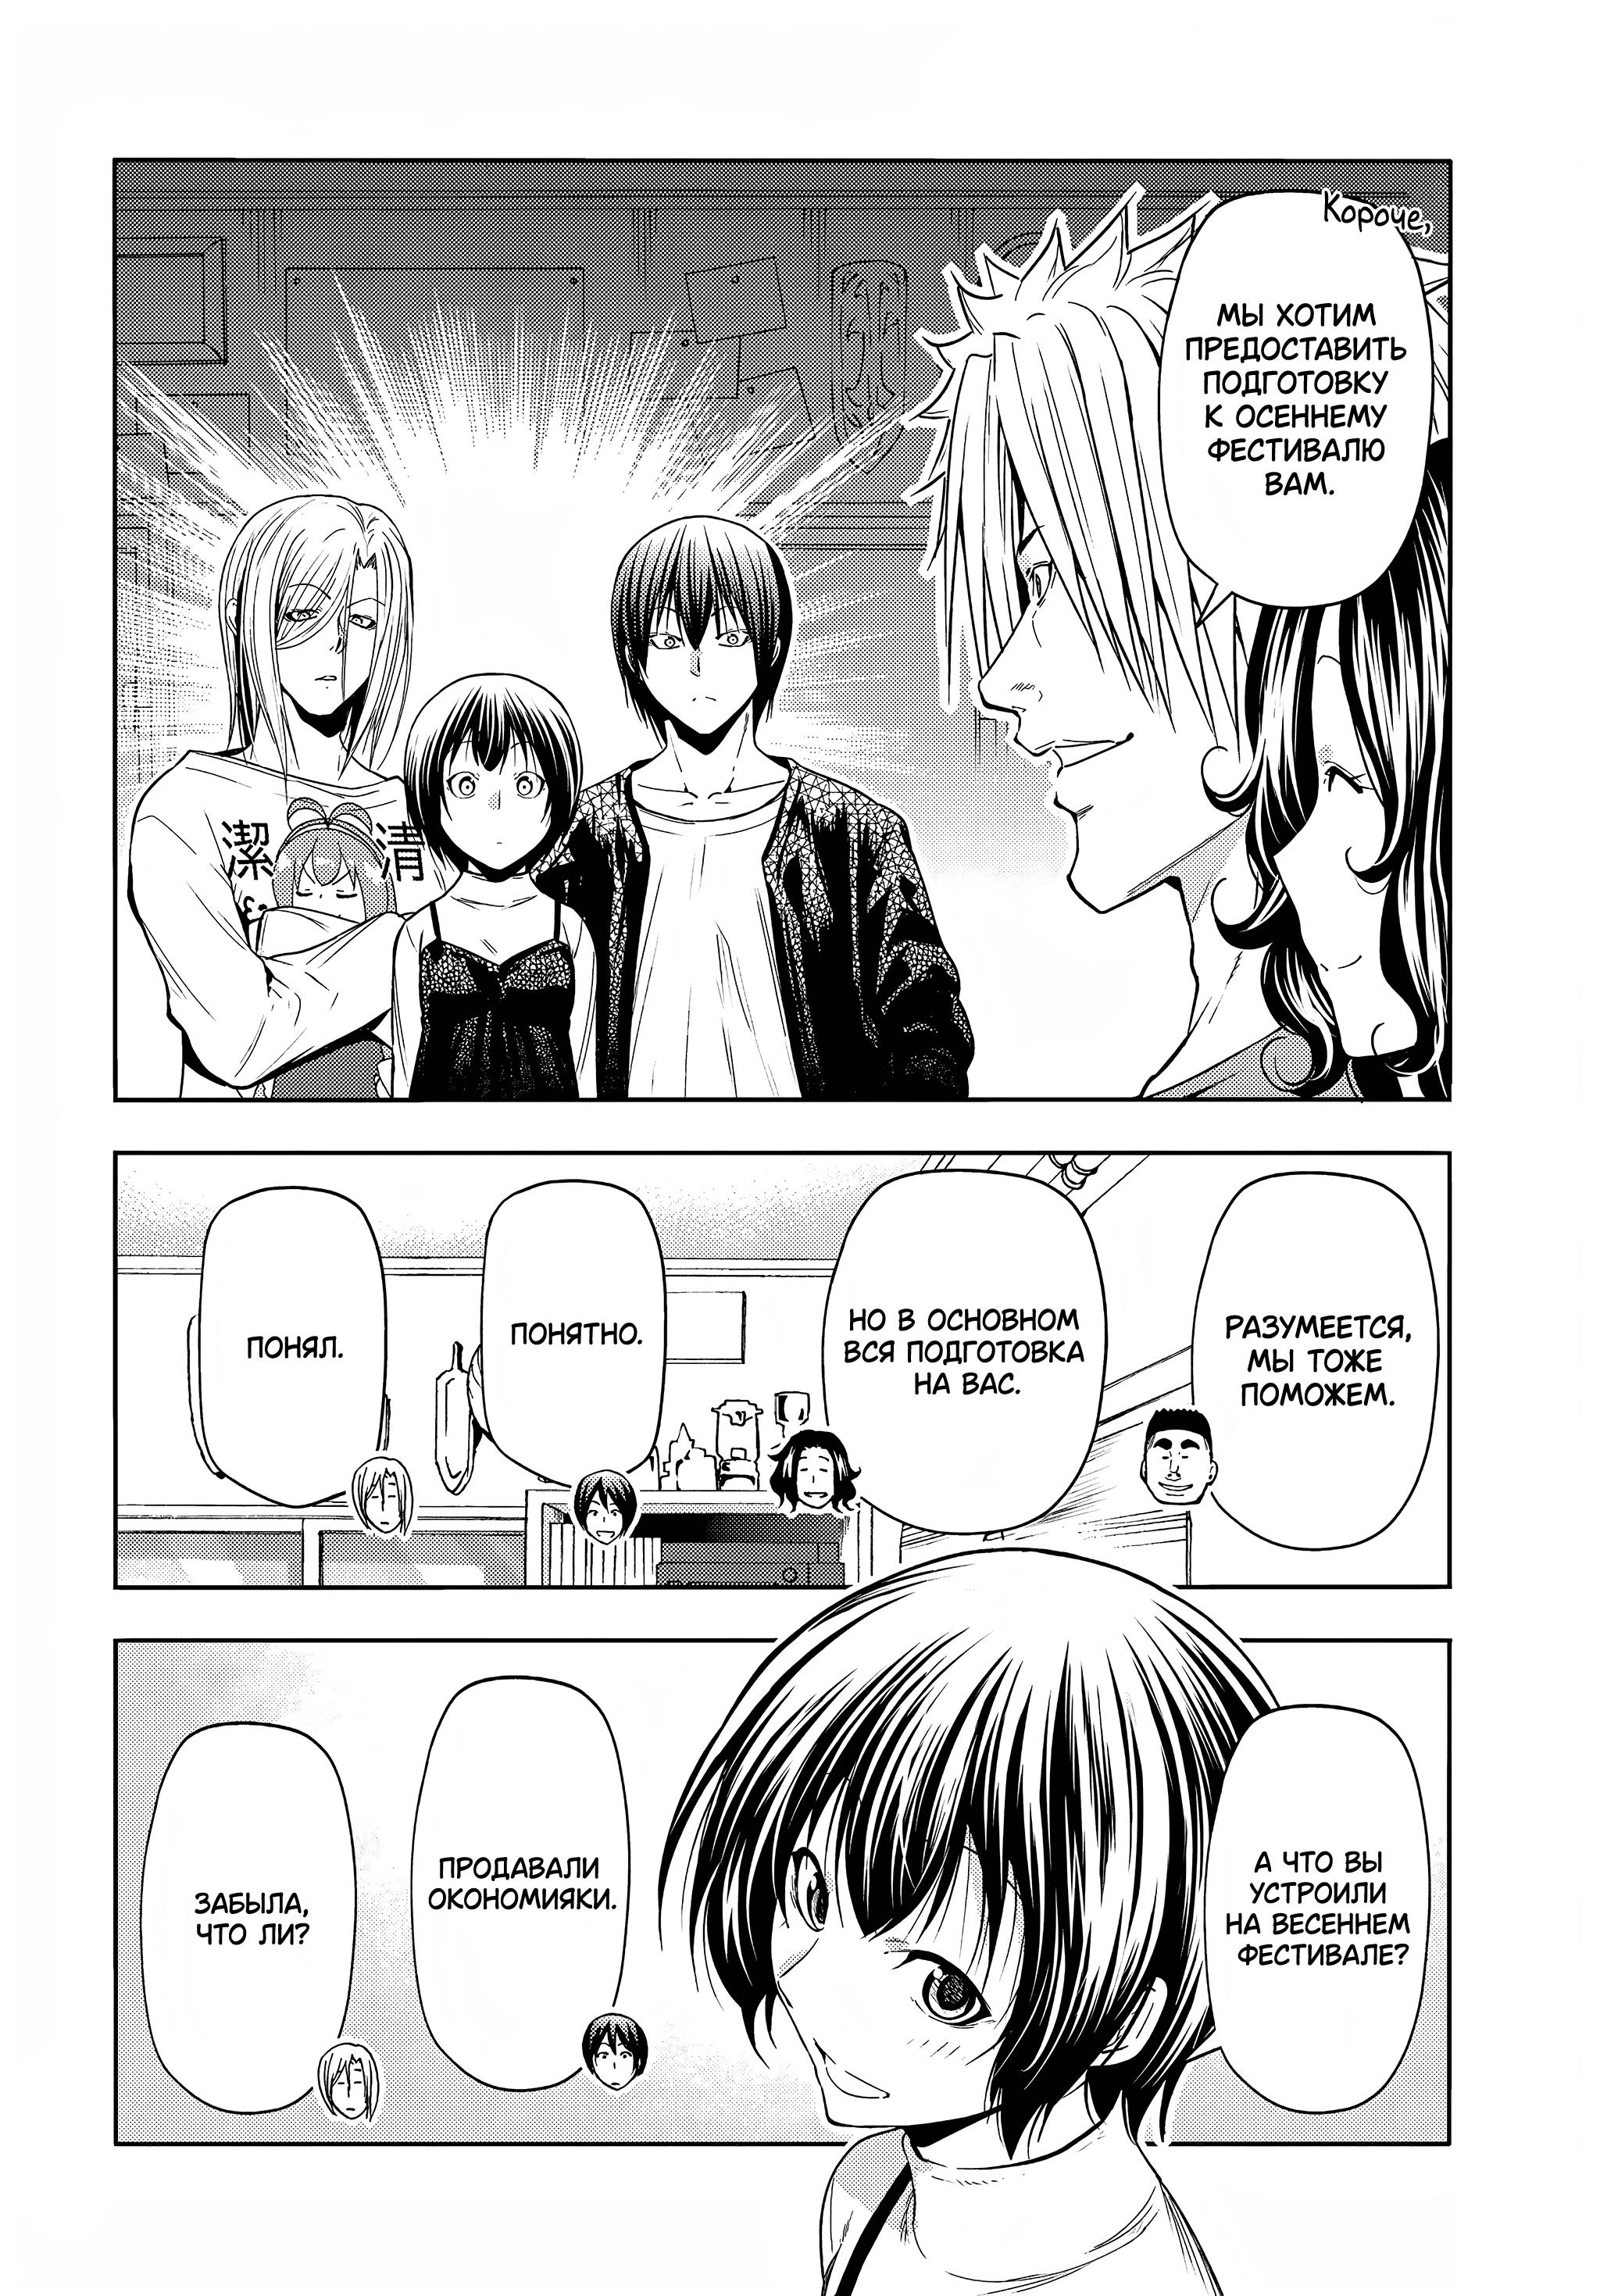 Короче,
МЫ ХОТИМ
ПРЕДОСТАВИТЬ
ПОДГОТОВКУ
К ОСЕННЕМУ
ФЕСТИВАЛЮ
ВАМ.
清
潔
РАЗУМЕЕТСЯ,
МЫ ТОЖЕ
ПОМОЖЕМ.
НО В ОСНОВНОМ
ВСЯ ПОДГОТОВКА
НА ВАС.
ПОНЯТНО.
ПОНЯЛ.
А ЧТО ВЫ
УСТРОИЛИ
НА ВЕСЕННЕМ
ФЕСТИВАЛЕ?
ПРОДАВАЛИ
ОКОНОМИЯКИ.
ЗАБЫЛА,
ЧТО ЛИ?